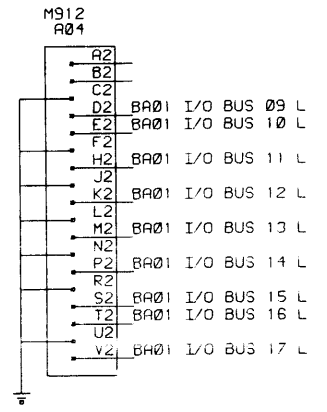 M912
A04
A2
B2
C2
D2 BA01 I/O BUS 09 L
E2 BA01 I/O BUS 10 L
F2
H2 BA01 I/O BUS 11 L
J2
K2 BA01 I/O BUS 12 L
L2
M2 BA01 I/O BUS 13 L
N2
P2 BA01 I/O BUS 14 L
R2
S2 BA01 I/O BUS 15 L
T2 BA01 I/O BUS 16 L
U2
V2 BA01 I/O BUS 17 L